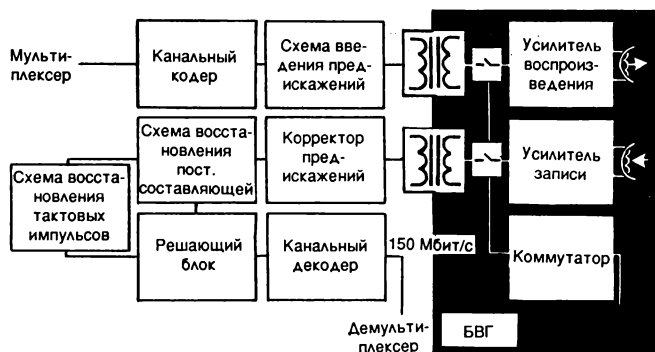 Мульти-
плексер
Канальный
кодер
Схема вве-
дения пред-
искажений
Усилитель
воспроиз-
ведения
Схема восста-
новления
тактовых
импульсов
Схема восста-
новления
пост.
составляющей
Корректор
пред-
искажений
Усилитель
записи
Решающий
блок
Канальный
декодер
150 Мбит/с
Коммутатор
Демульти-
плексер
БВГ